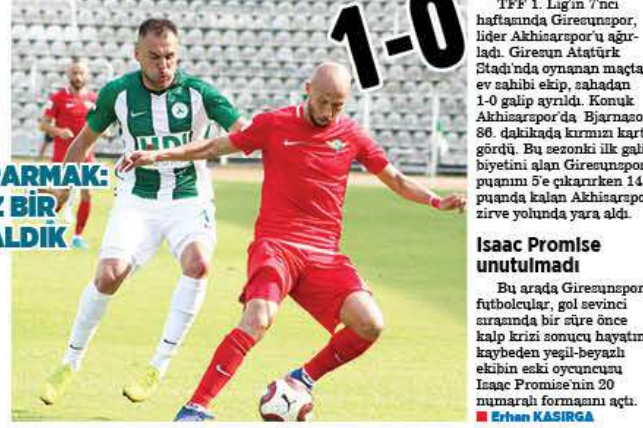 1-0
ARMAK:
Z BİR
ALDIK
TFF 1. Lig'in 7'nci
haftasında Giresunspor,
lider Akhisarspor'u ağır-
ladı. Giresun Atatürk
Stadı'nda oynanan maçta
ev sahibi ekip, sahadan
1-0 galip ayrıldı. Konuk
Akhisarspor'da Bjarnaso
86. dakikada kırmızı kart
gördü. Bu sezonki ilk gali
biyetini alan Giresunspor
puanını 5'e çıkarırken 14
puanda kalan Akhisarspo
zirve yolunda yara aldı.
Isaac Promise
unutulmadı
Bu arada Giresunspor
futbolcular, gol sevinci
sırasında bir süre önce
kalp krizi sonucu hayatın
kaybeden yeşil-beyazlı
ekibin eski oycuncusu
Isaac Promise'nin 20
numaralı formasını açtı.
Erhan KASIRGA